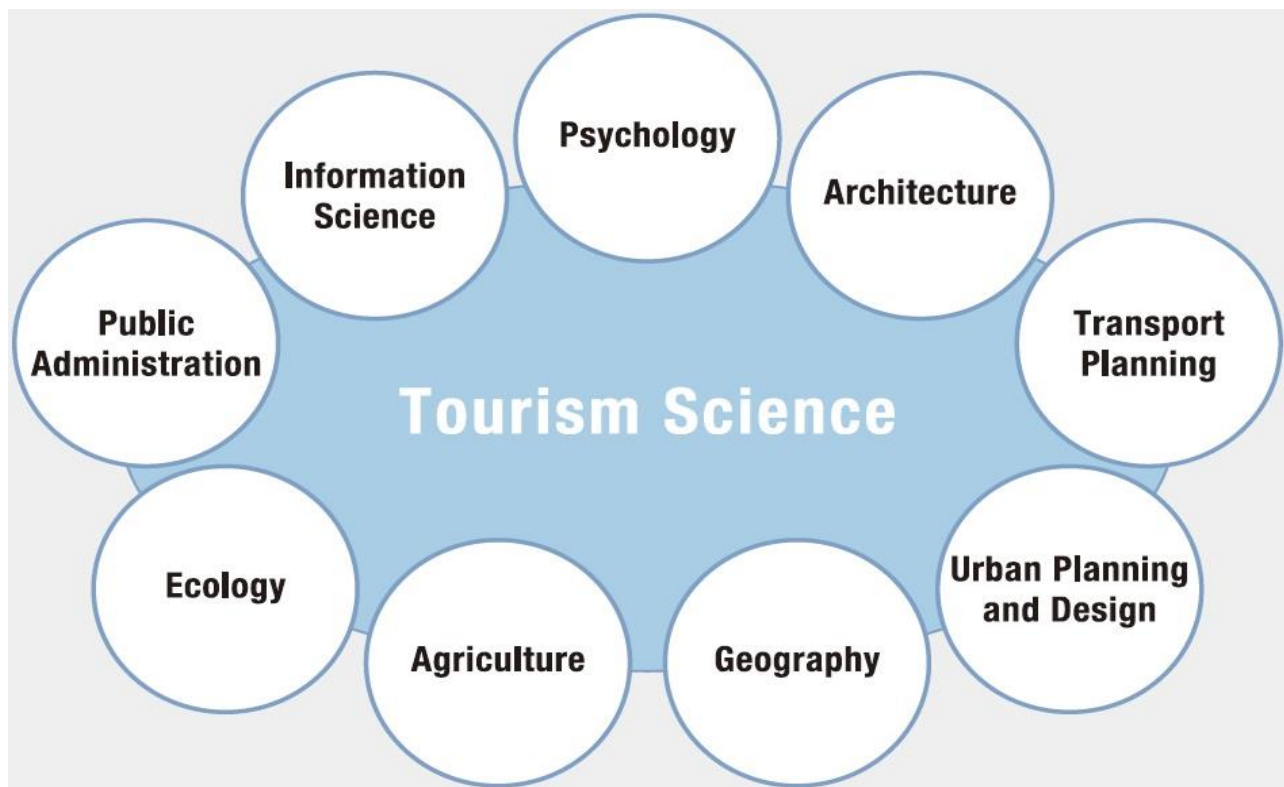 Psychology
Information
Science
Architecture
Public
Administration
Transport
Planning
Tourism Science
Ecology
Urban Planning
and Design
Agriculture
Geography